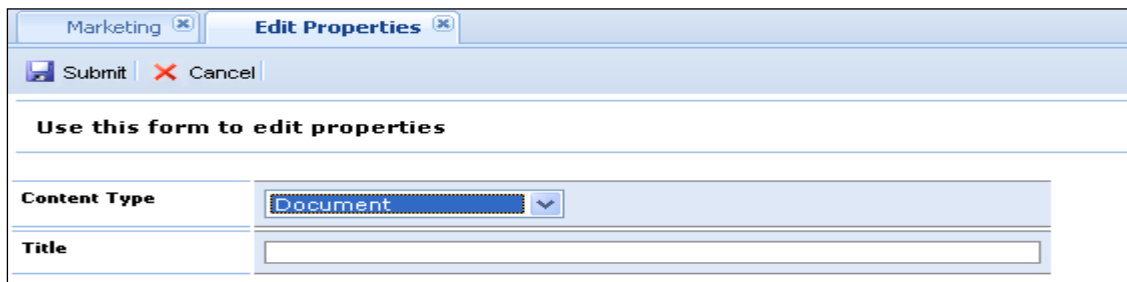 Marketing Edit Properties
Submit Cancel
Use this form to edit properties
Content Type Document
Title